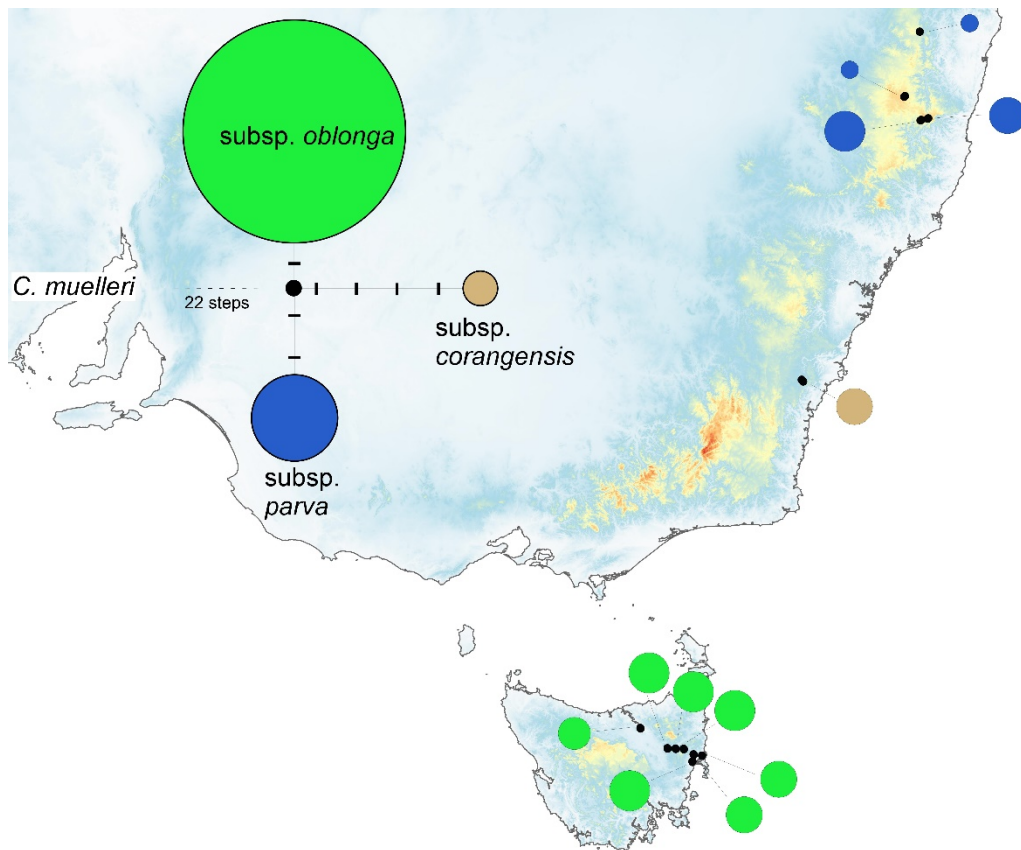 subsp. oblonga
C. muelleri
22 steps
subsp.
corangensis
subsp.
parva